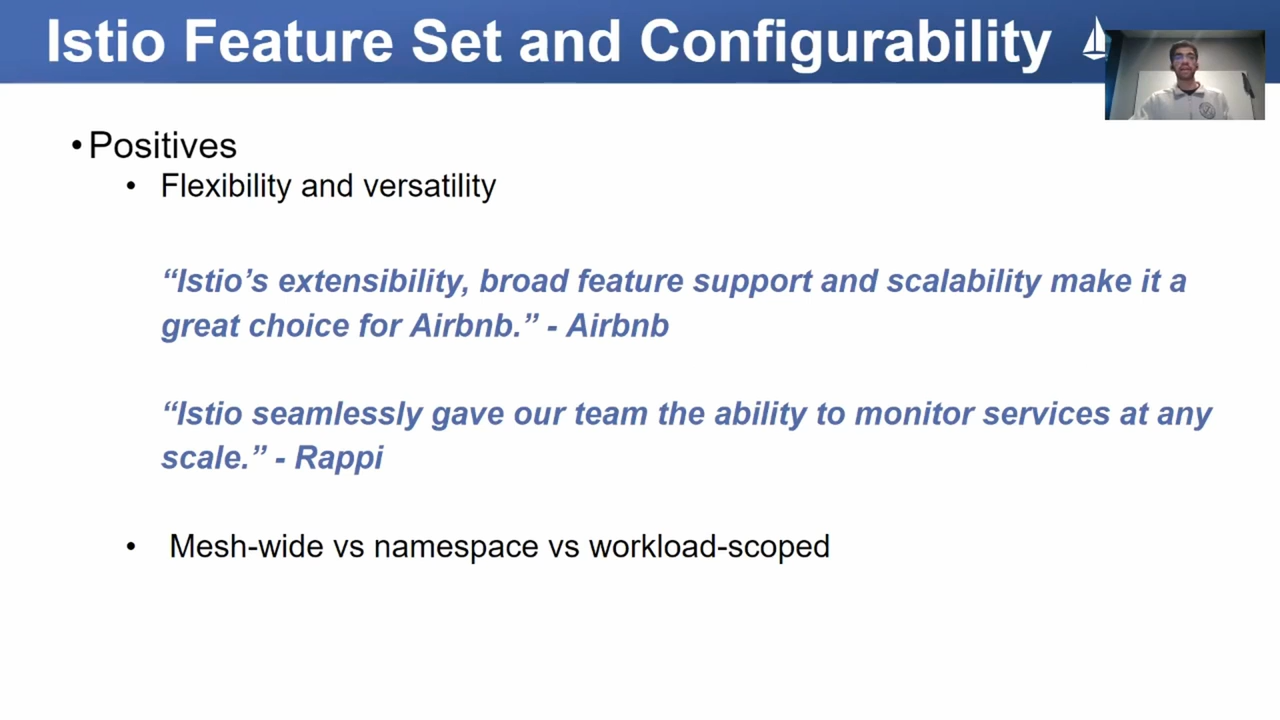 Istio Feature Set and Configurability
•Positives
• Flexibility and versatility
“Istio’s extensibility, broad feature support and scalability make it a
great choice for Airbnb.” - Airbnb
“Istio seamlessly gave our team the ability to monitor services at any
scale.” - Rappi
• Mesh-wide vs namespace vs workload-scoped